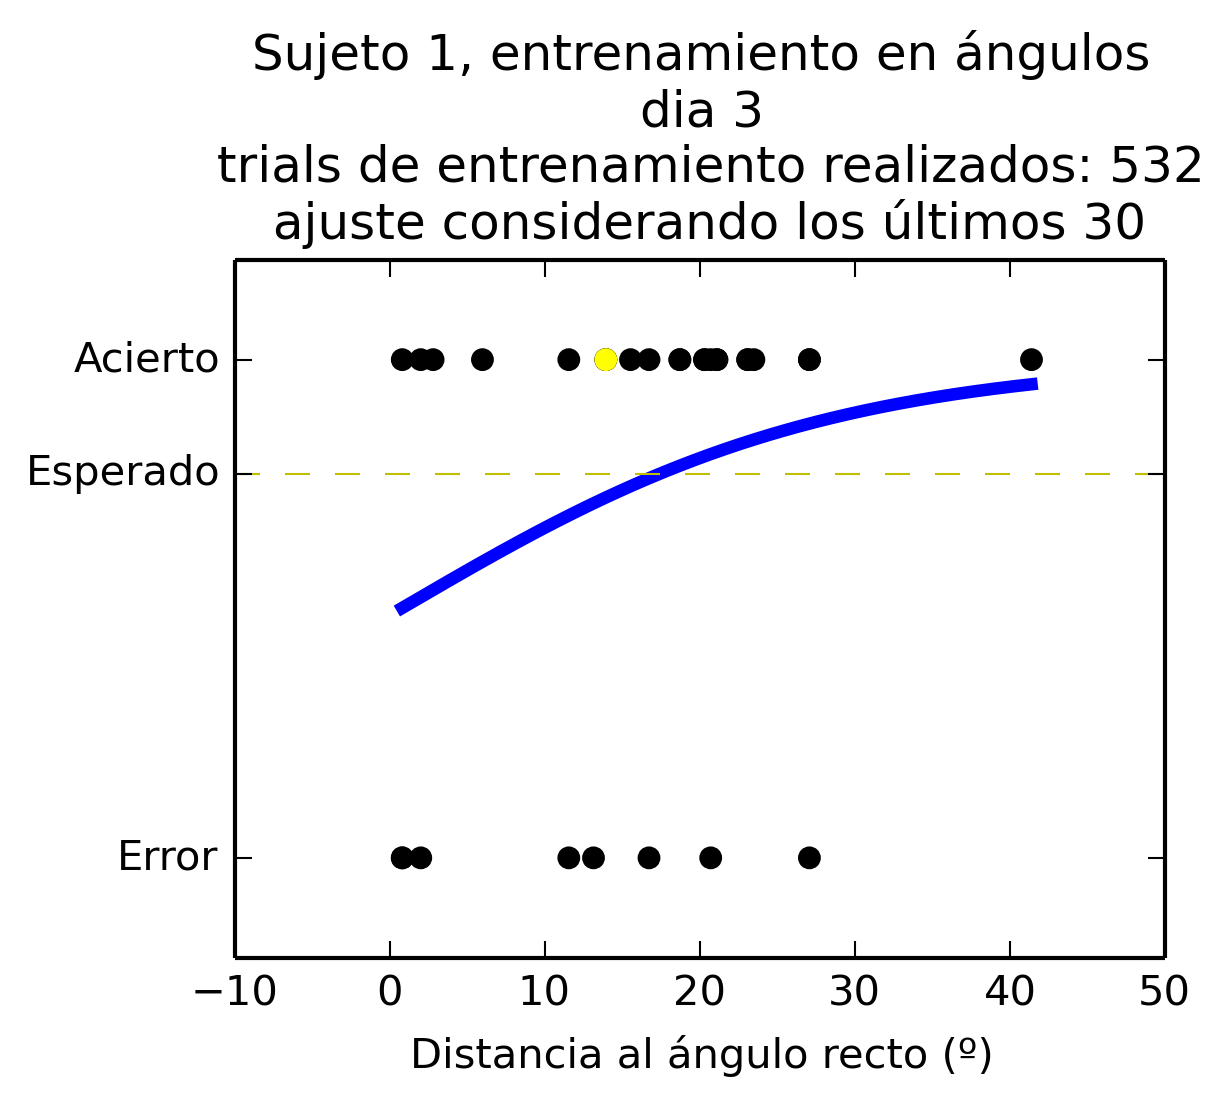 Sujeto 1, entrenamiento en ángulos
dia 3
trials de entrenamiento realizados: 532
ajuste considerando los últimos 30
Acierto
Esperado
Error
−10 0 10 20 30 40 50
Distancia al ángulo recto (º)